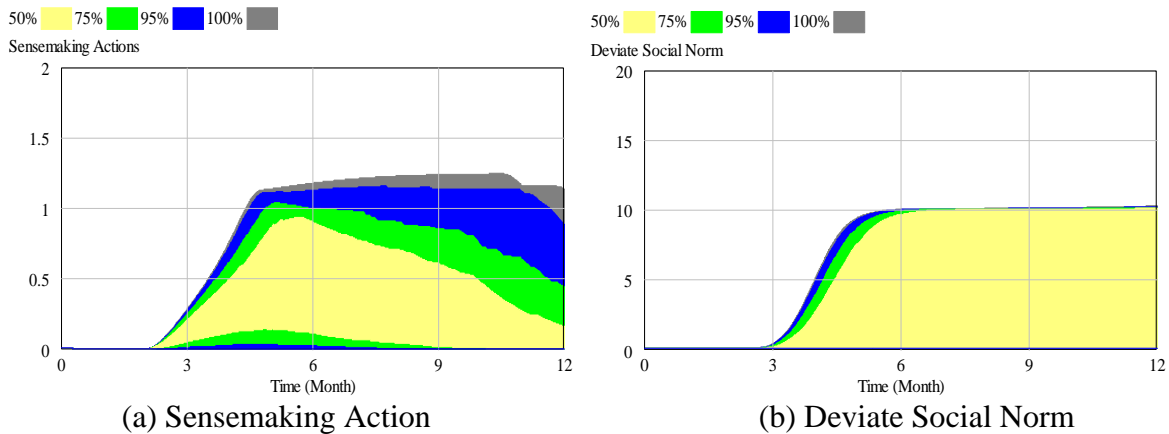 50% 75% 95% 100%
Sensemaking Actions
2
1.5
1
0.5
0
0 3 6 9 12
Time (Month)
(a) Sensemaking Action
50% 75% 95% 100%
Deviate Social Norm
20
15
10
5
0
0 3 6 9 12
Time (Month)
(b) Deviate Social Norm